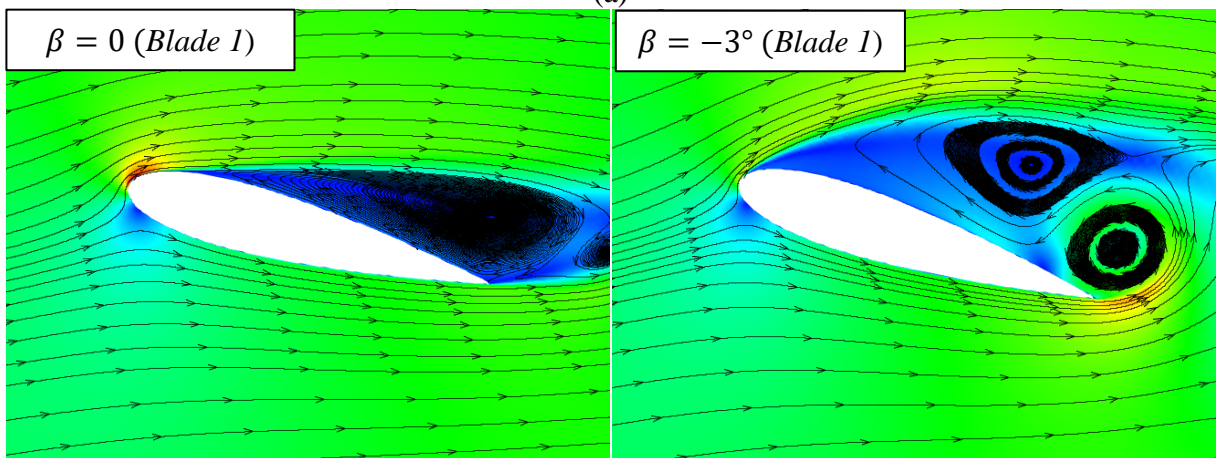 (a)
β = 0 (Blade 1)
β = −3° (Blade 1)